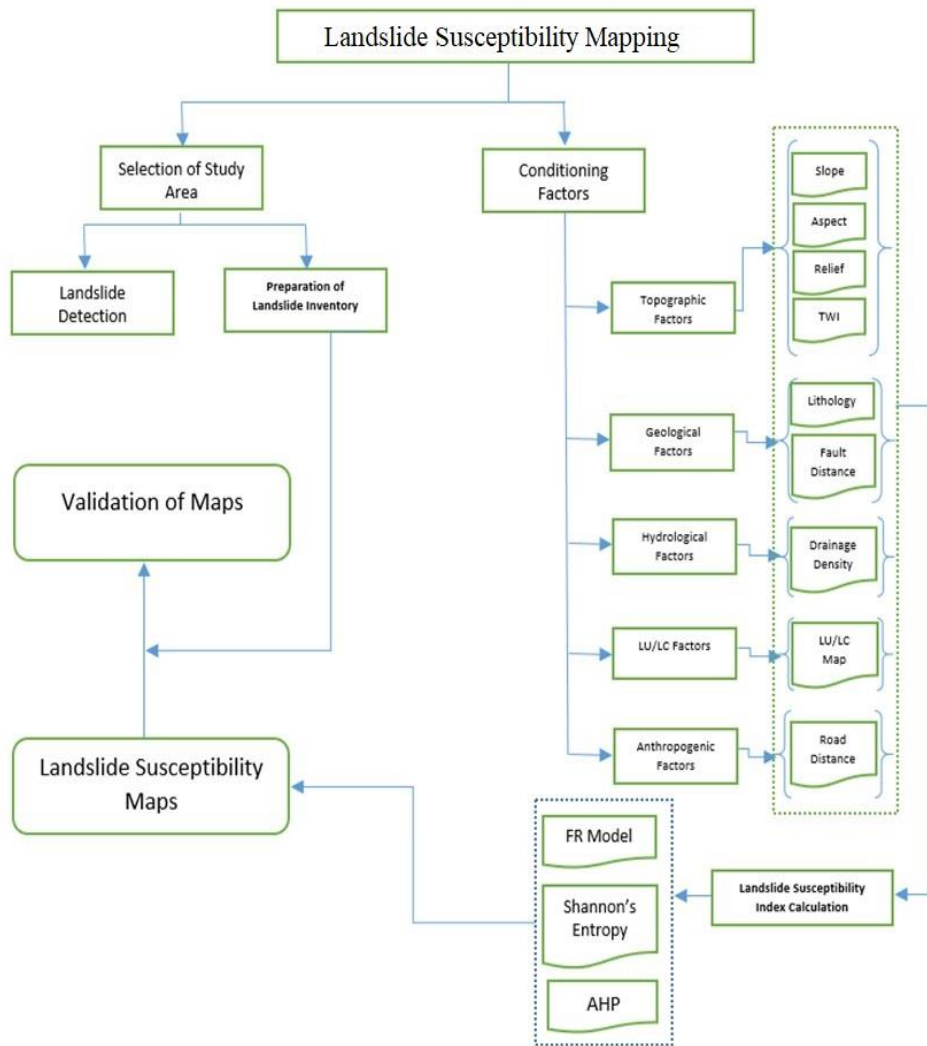 Landslide Susceptibility Mapping
Selection of Study
Area
Conditioning
Factors
Landslide
Detection
Preparation of
Landslide Inventory
Topographic
Factors
Slope
Aspect
Relief
TWI
Geological
Factors
Lithology
Fault
Distance
Hydrological
Factors
Drainage
Density
LU/LC Factors
LU/LC
Map
Anthropogenic
Factors
Road
Distance
Validation of Maps
Landslide Susceptibility
Maps
FR Model
Shannon’s
Entropy
AHP
Landslide Susceptibility
Index Calculation